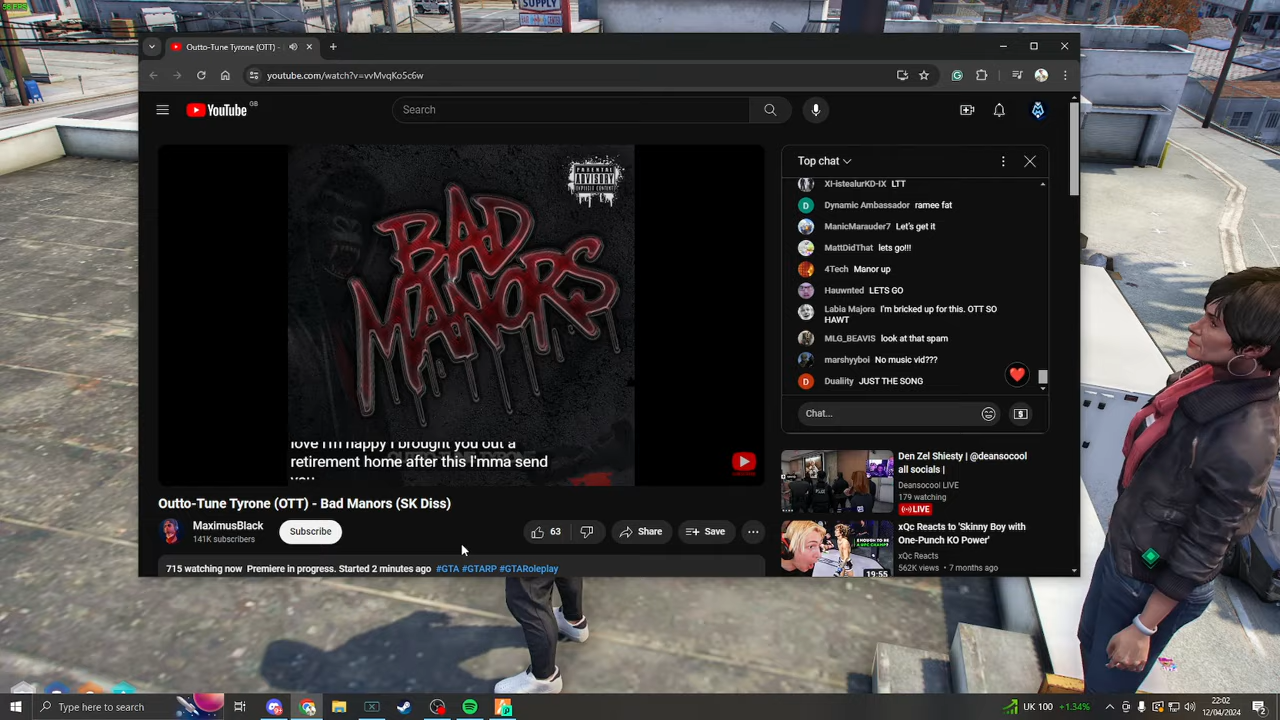 56 FPS
SUPPLY
Outto-Tune Tyrone (OTT) -
youtube.com/watch?v=vvMvqKoSc6w
YouTube GB
Search
PARENTAL
ADVISORY
EXPLICIT CONTENT
BAD
MANORS
love I'm happy I brought you out a
retirement home after this I'mma send
you
Outto-Tune Tyrone (OTT) - Bad Manors (SK Diss)
MaximusBlack
141K subscribers
Subscribe
63
Share
Save
715 watching now Premiere in progress. Started 2 minutes ago #GTA #GTARP #GTARoleplay
Top chat
XI-istealurKD-IX LTT
Dynamic Ambassador ramee fat
ManicMarauder7 Let's get it
MattDidThat lets go!!!
4Tech Manor up
Hauwnted LETS GO
Labia Majora I'm bricked up for this. OTT SO
HAWT
MLG_BEAVIS look at that spam
marshyyboi No music vid???
D Duality JUST THE SONG
Chat...
Den Zel Shiesty | @deansocool
all socials |
Deansocool LIVE
179 watching
LIVE
xQc Reacts to 'Skinny Boy with
One-Punch KO Power'
xQc Reacts
562K views • 7 months ago
19:55
Type here to search
UK 100 +1.34%
22:02
12/04/2024
2